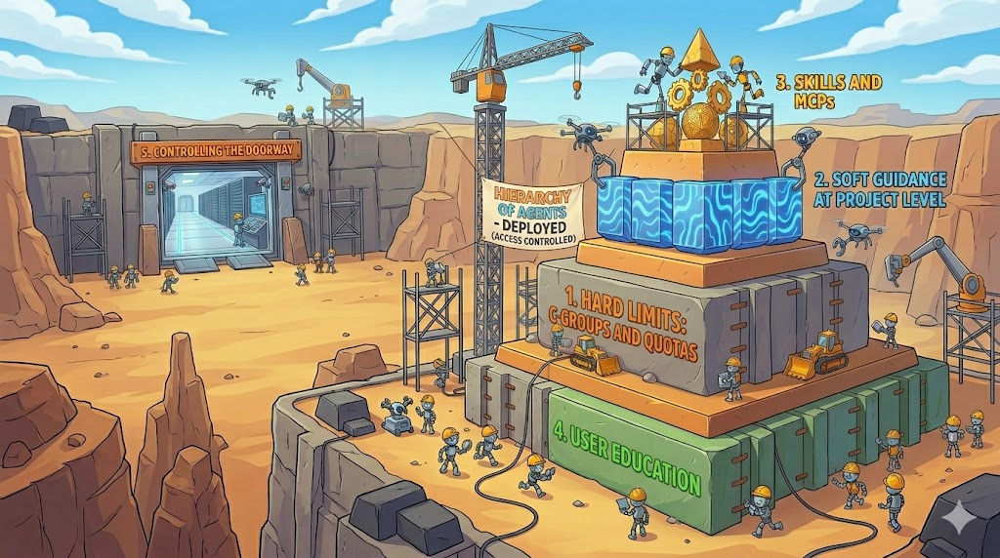 5. CONTROLLING THE DOORWAY
HIERARCHY
OF AGENTS
- DEPLOYED
(ACCESS CONTROLLED)
3. SKILLS AND
MCPs
2. SOFT GUIDANCE
AT PROJECT LEVEL
1. HARD LIMITS:
C-GROUPS AND QUOTAS
4. USER EDUCATION